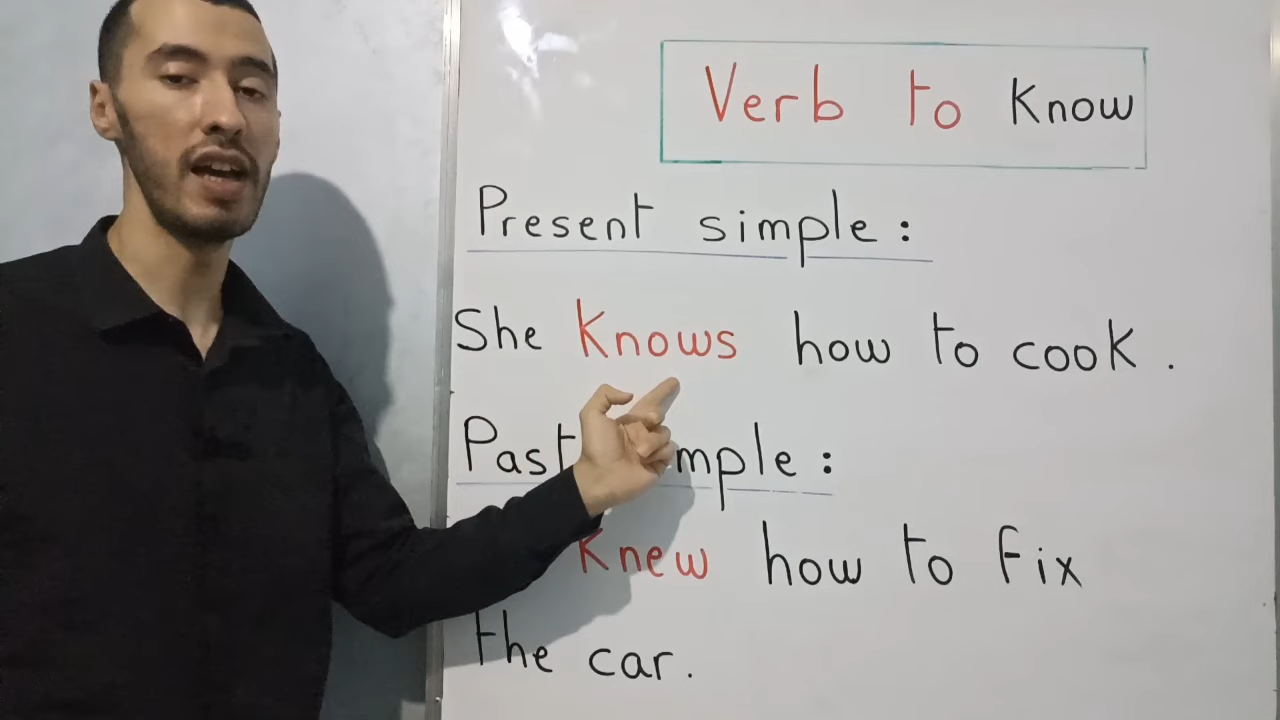 Verb to Know
Present simple:
She Knows how to cook.
Past mple:
Knew how to fix
the car.